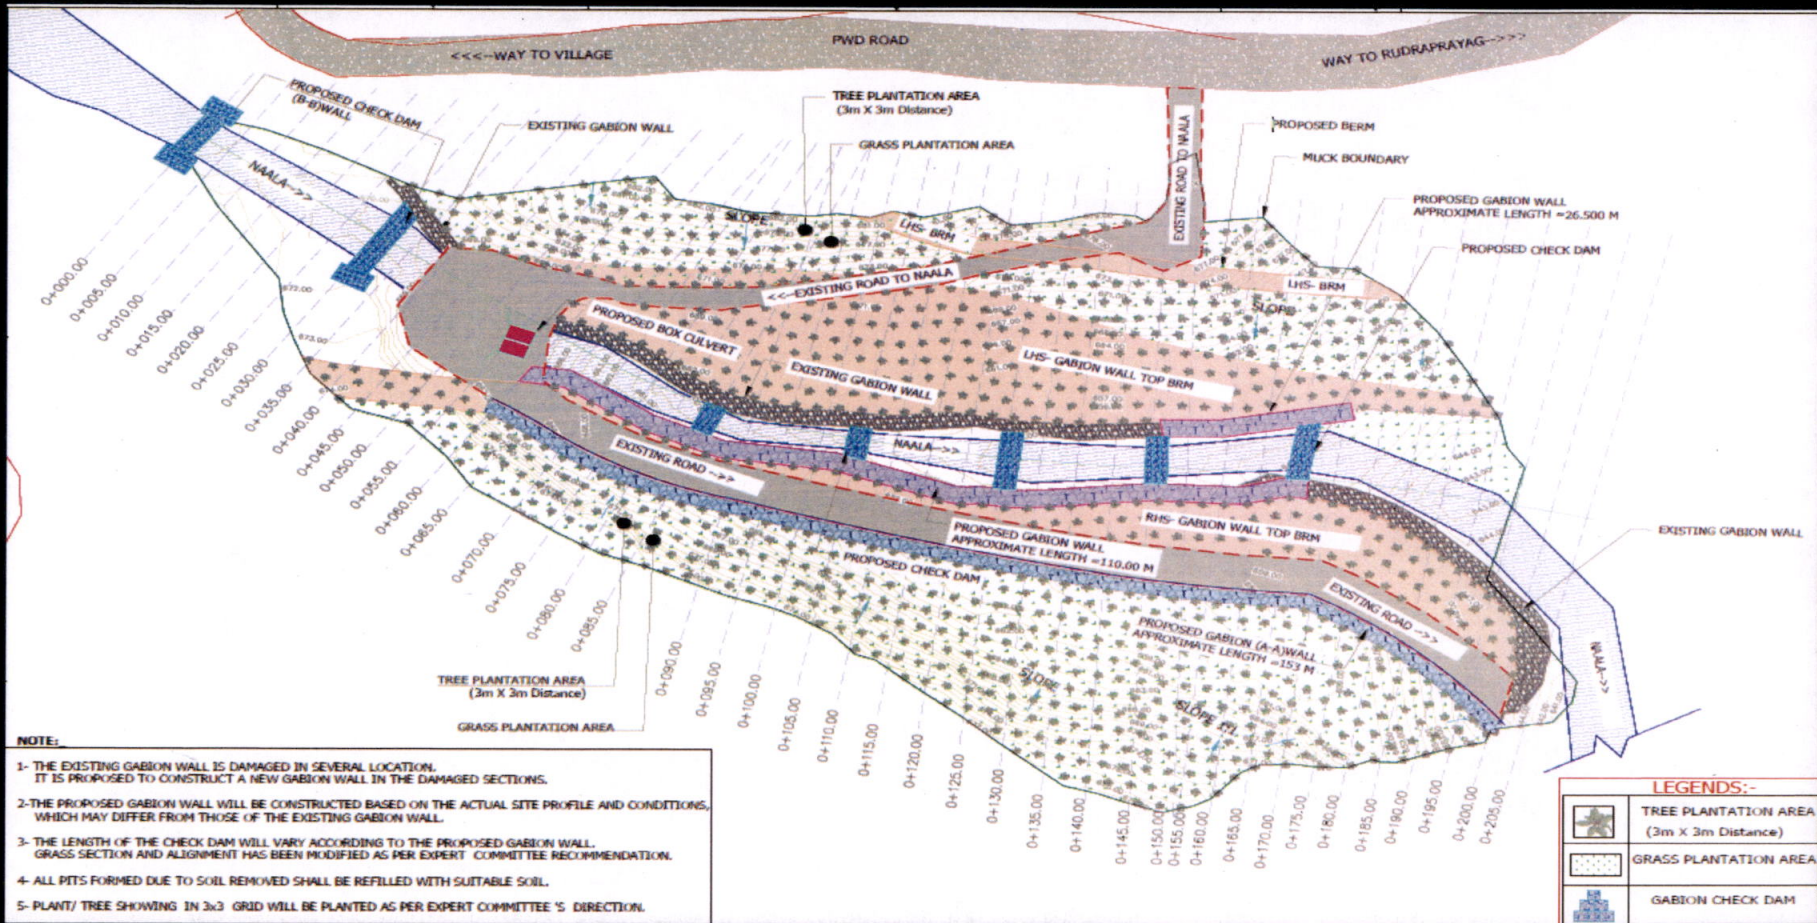 <<<--WAY TO VILLAGE
PWD ROAD
WAY TO RUDRAPRAYAG-->>>
PROPOSED CHECK DAM
(B-B)WALL
EXISTING GABION WALL
TREE PLANTATION AREA
(3m X 3m Distance)
GRASS PLANTATION AREA
EXISTING ROAD TO NAALA
PROPOSED BERM
MUCK BOUNDARY
PROPOSED GABION WALL
APPROXIMATE LENGTH =26.500 M
PROPOSED CHECK DAM
NAALA-->>
SLOPE
LHS- BRM
<<--EXISTING ROAD TO NAALA
LHS- BRM
SLOPE
PROPOSED BOX CULVERT
EXISTING GABION WALL
LHS- GABION WALL TOP BRM
672.00
673.00
NAALA-->>
EXISTING ROAD -->>
PROPOSED GABION WALL
APPROXIMATE LENGTH =110.00 M
RHS- GABION WALL TOP BRM
EXISTING GABION WALL
PROPOSED CHECK DAM
EXISTING ROAD -->>
PROPOSED GABION (A-A)WALL
APPROXIMATE LENGTH =153 M
NAALA-->>
SLOPE
SLOPE 1:1
TREE PLANTATION AREA
(3m X 3m Distance)
GRASS PLANTATION AREA
0+000.00
0+005.00
0+010.00
0+015.00
0+020.00
0+025.00
0+030.00
0+035.00
0+040.00
0+045.00
0+050.00
0+055.00
0+060.00
0+065.00
0+070.00
0+075.00
0+080.00
0+085.00
0+090.00
0+095.00
0+100.00
0+105.00
0+110.00
0+115.00
0+120.00
0+125.00
0+130.00
0+135.00
0+140.00
0+145.00
0+150.00
0+155.00
0+160.00
0+165.00
0+170.00
0+175.00
0+180.00
0+185.00
0+190.00
0+195.00
0+200.00
0+205.00
NOTE:_
1- THE EXISTING GABION WALL IS DAMAGED IN SEVERAL LOCATION.
IT IS PROPOSED TO CONSTRUCT A NEW GABION WALL IN THE DAMAGED SECTIONS.
2-THE PROPOSED GABION WALL WILL BE CONSTRUCTED BASED ON THE ACTUAL SITE PROFILE AND CONDITIONS,
WHICH MAY DIFFER FROM THOSE OF THE EXISTING GABION WALL.
3- THE LENGTH OF THE CHECK DAM WILL VARY ACCORDING TO THE PROPOSED GABION WALL.
GRASS SECTION AND ALIGNMENT HAS BEEN MODIFIED AS PER EXPERT COMMITTEE RECOMMENDATION.
4- ALL PITS FORMED DUE TO SOIL REMOVED SHALL BE REFILLED WITH SUITABLE SOIL.
5- PLANT/ TREE SHOWING IN 3x3 GRID WILL BE PLANTED AS PER EXPERT COMMITTEE 'S DIRECTION.
LEGENDS:-
TREE PLANTATION AREA
(3m X 3m Distance)
GRASS PLANTATION AREA
GABION CHECK DAM